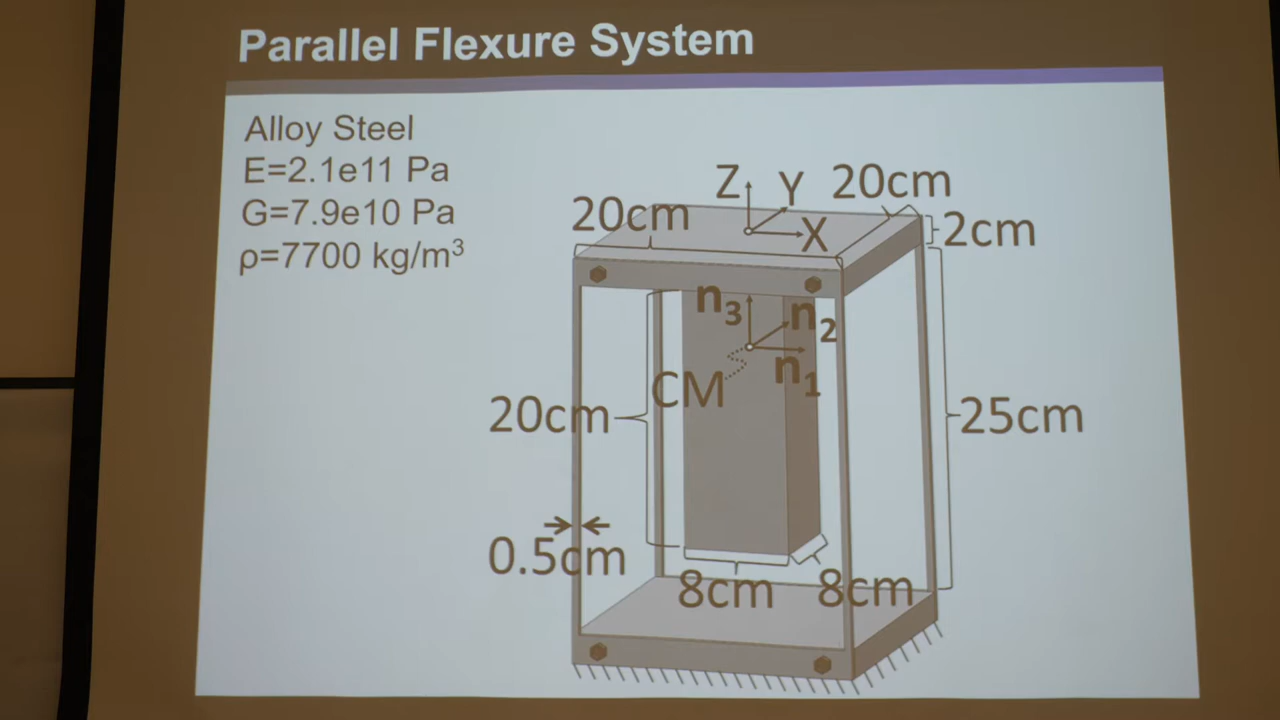 Parallel Flexure System
Alloy Steel
E=2.1e11 Pa
G=7.9e10 Pa
ρ=7700 kg/m³
Z
Y
X
20cm
20cm
2cm
n₃
n₂
n₁
CM
20cm
25cm
0.5cm
8cm
8cm